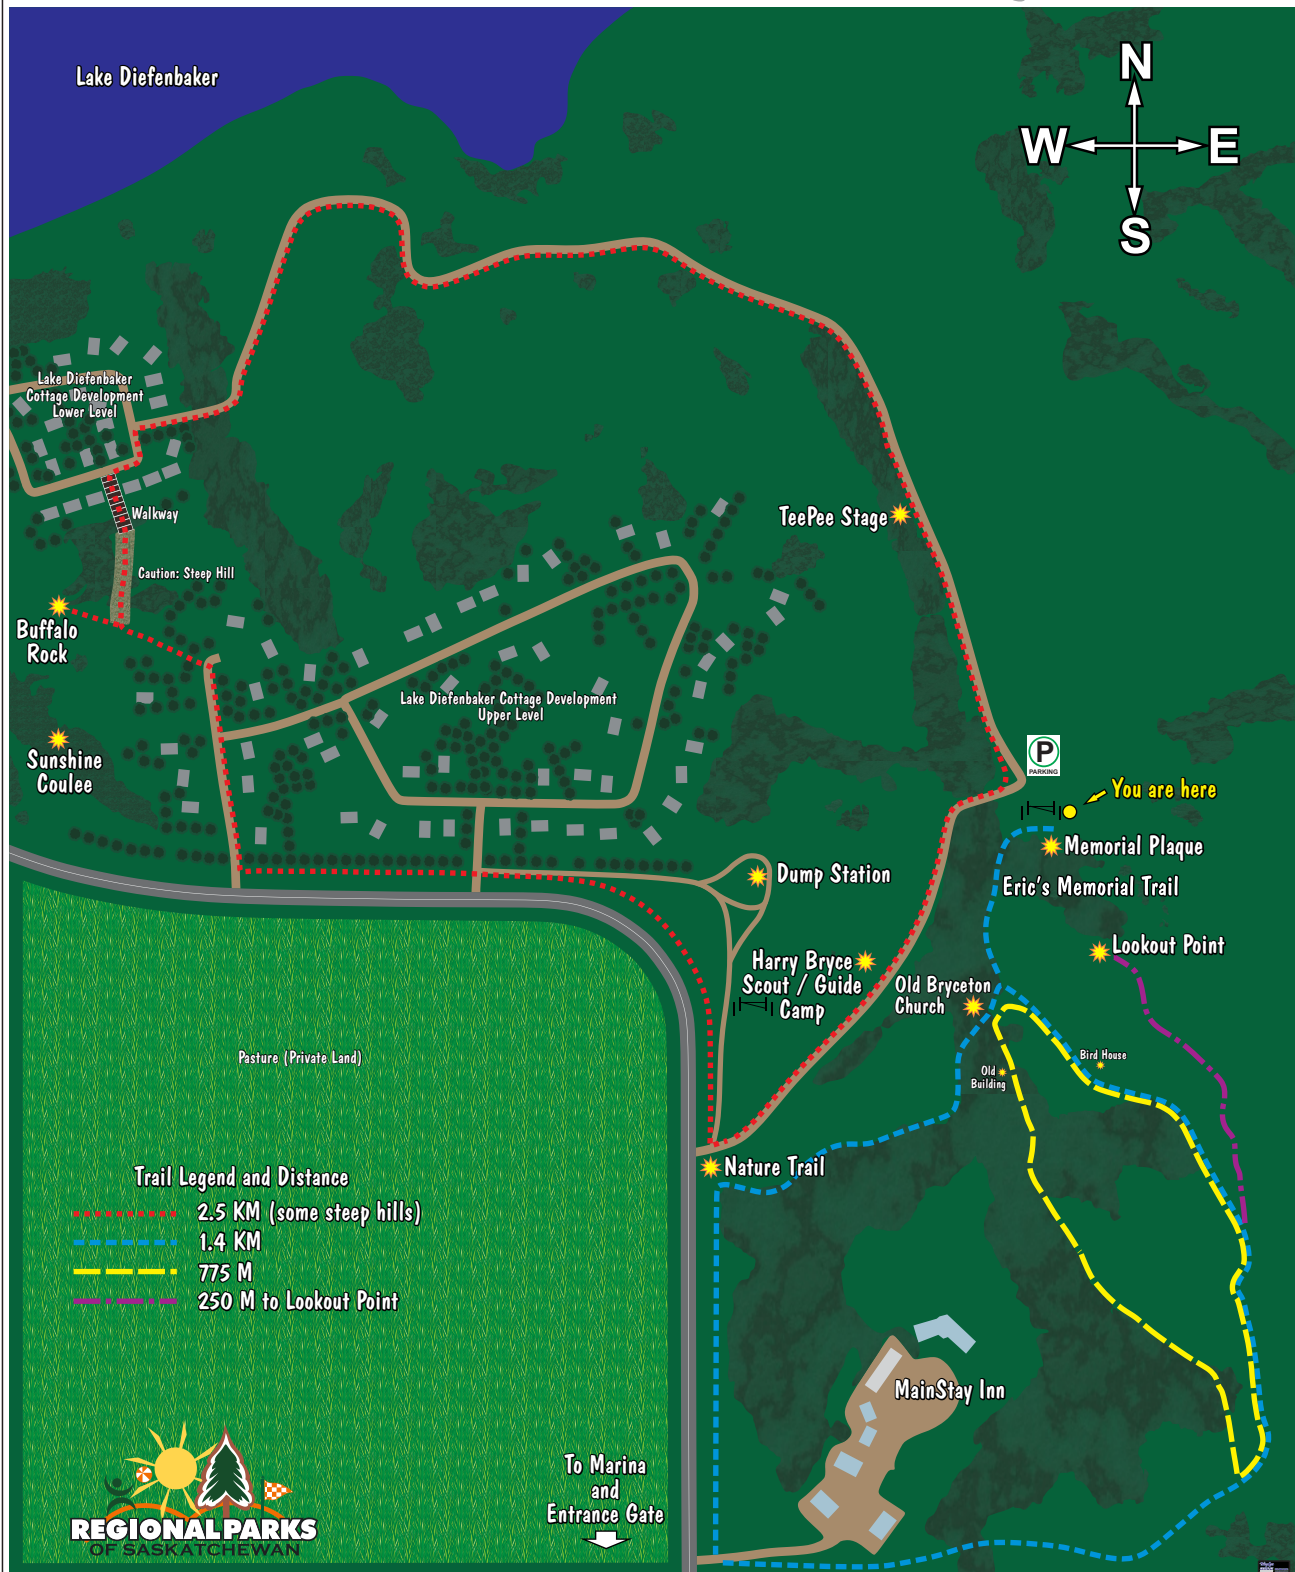 Lake Diefenbaker
N
W
E
S
Lake Diefenbaker
Cottage Development
Lower Level
Walkway
Caution: Steep Hill
TeePee Stage
Buffalo
Rock
Lake Diefenbaker Cottage Development
Upper Level
Sunshine
Coulee
P
PARKING
You are here
Memorial Plaque
Eric's Memorial Trail
Dump Station
Lookout Point
Harry Bryce
Scout / Guide
Camp
Old Bryceton
Church
Pasture (Private Land)
Bird House
Old
Building
Nature Trail
Trail Legend and Distance
2.5 KM (some steep hills)
1.4 KM
775 M
250 M to Lookout Point
MainStay Inn
To Marina
and
Entrance Gate
REGIONAL PARKS
OF SASKATCHEWAN